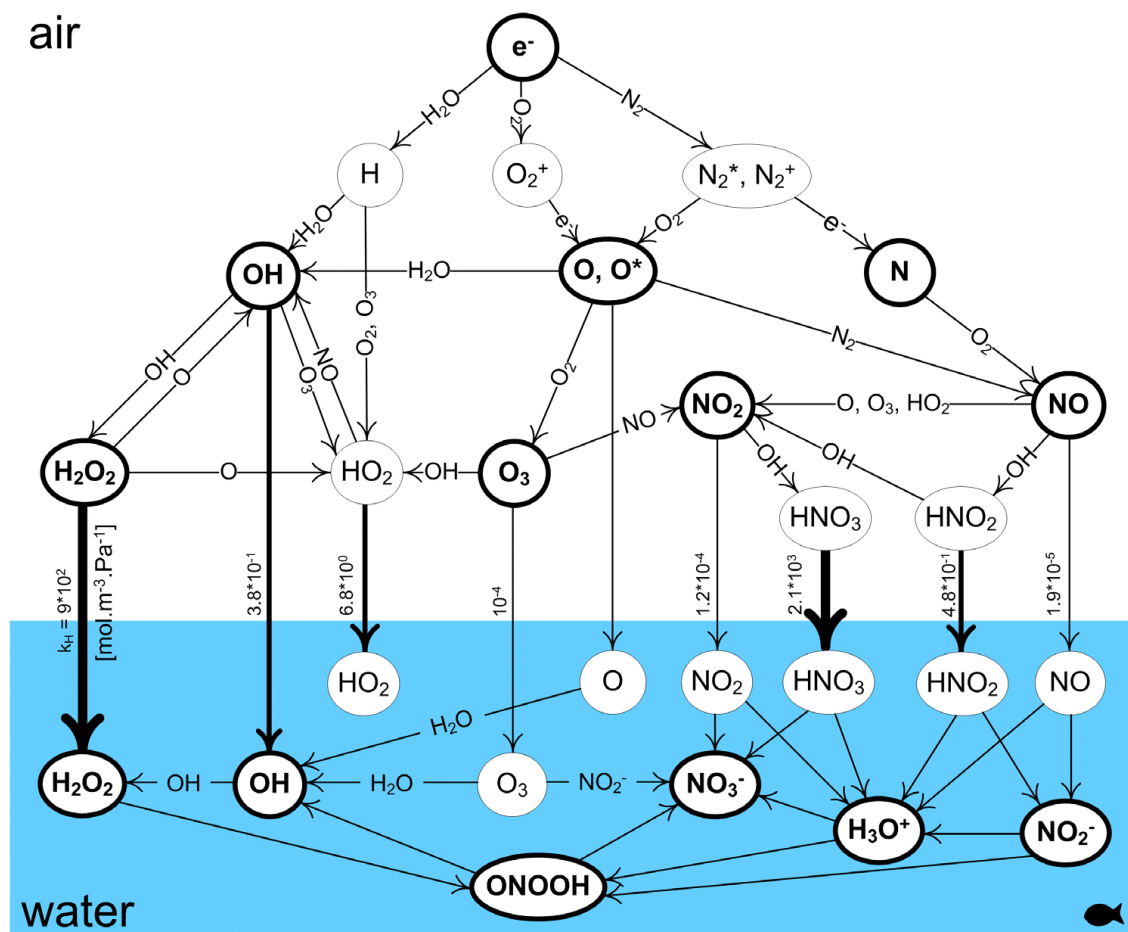 air
e⁻
H₂O
O₂
N₂
H
O₂⁺
N₂*, N₂⁺
H₂O
e⁻
O₂
e⁻
OH
H₂O
O, O*
N
O₂, O₃
N₂
O₂
OH
O
O₃
NO
O₂
NO₂
O, O₃, HO₂
NO
NO
H₂O₂
O
HO₂
OH
O₃
OH
OH
OH
HNO₃
HNO₂
k_H = 9*10²
[mol.m⁻³.Pa⁻¹]
3.8*10⁻¹
6.8*10⁰
10⁻⁴
1.2*10⁻⁴
2.1*10³
4.8*10⁻¹
1.9*10⁻⁵
HO₂
O
NO₂
HNO₃
HNO₂
NO
H₂O
H₂O₂
OH
OH
H₂O
O₃
NO₂⁻
NO₃⁻
H₃O⁺
NO₂⁻
ONOOH
water